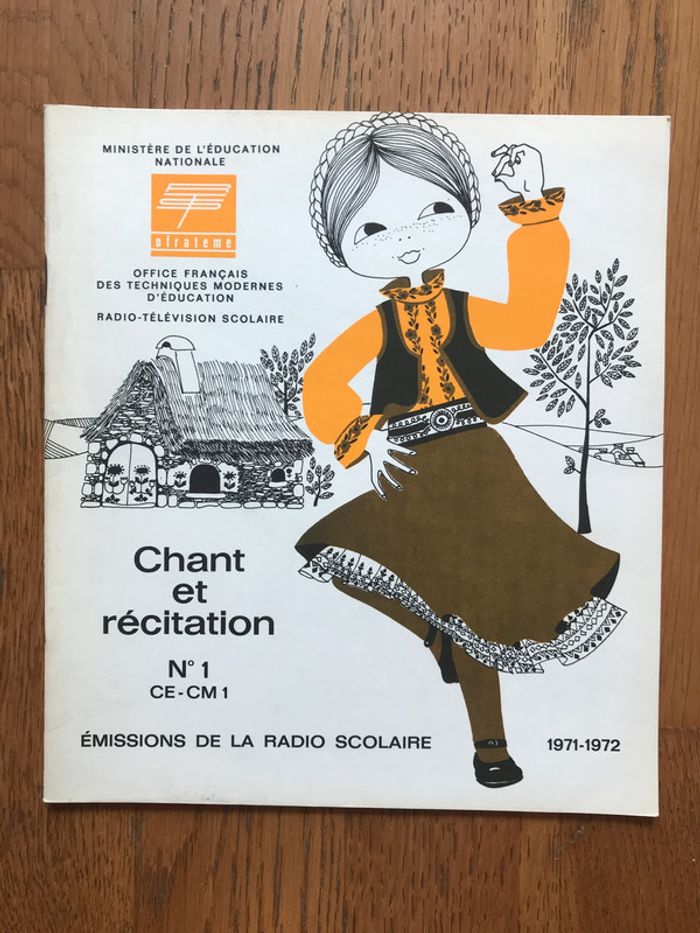 MINISTÈRE DE L'ÉDUCATION
NATIONALE
ofrateme
OFFICE FRANÇAIS
DES TECHNIQUES MODERNES
D'ÉDUCATION
RADIO-TÉLÉVISION SCOLAIRE
Chant
et
récitation
N° 1
CE-CM 1
ÉMISSIONS DE LA RADIO SCOLAIRE
1971-1972